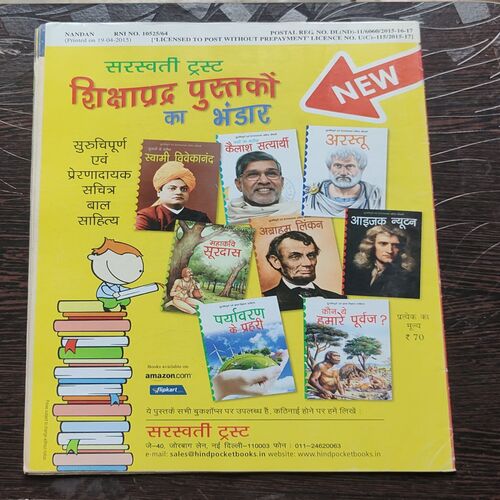 NANDAN RNI NO. 10525/64 POSTAL REG. NO. DL(ND)-11/6060/2015-16-17
(Printed on 19-04-2015) ['LICENSED TO POST WITHOUT PREPAYMENT' LICENCE NO. U(C)-115/2015-17]
सरस्वती ट्रस्ट
शिक्षाप्रद पुस्तकों
का भंडार
NEW
सुरुचिपूर्ण
एवं
प्रेरणादायक
सचित्र
बाल
साहित्य
स्वामी विवेकानंद
कैलाश सत्यार्थी
अरस्तू
महाकवि
सूरदास
अब्राहम लिंकन
आइज़क न्यूटन
पर्यावरण
के प्रहरी
कौन थे
हमारे पूर्वज ?
प्रत्येक का
मूल्य
₹ 70
Books available on
amazon.com
flipkart
ये पुस्तकें सभी बुकशॉप्स पर उपलब्ध है, कठिनाई होने पर हमें लिखें :
सरस्वती ट्रस्ट
जे-40, जोरबाग लेन, नई दिल्ली-110003 फोन : 011-24620063
e-mail: sales@hindpocketbooks.in website: www.hindpocketbooks.in